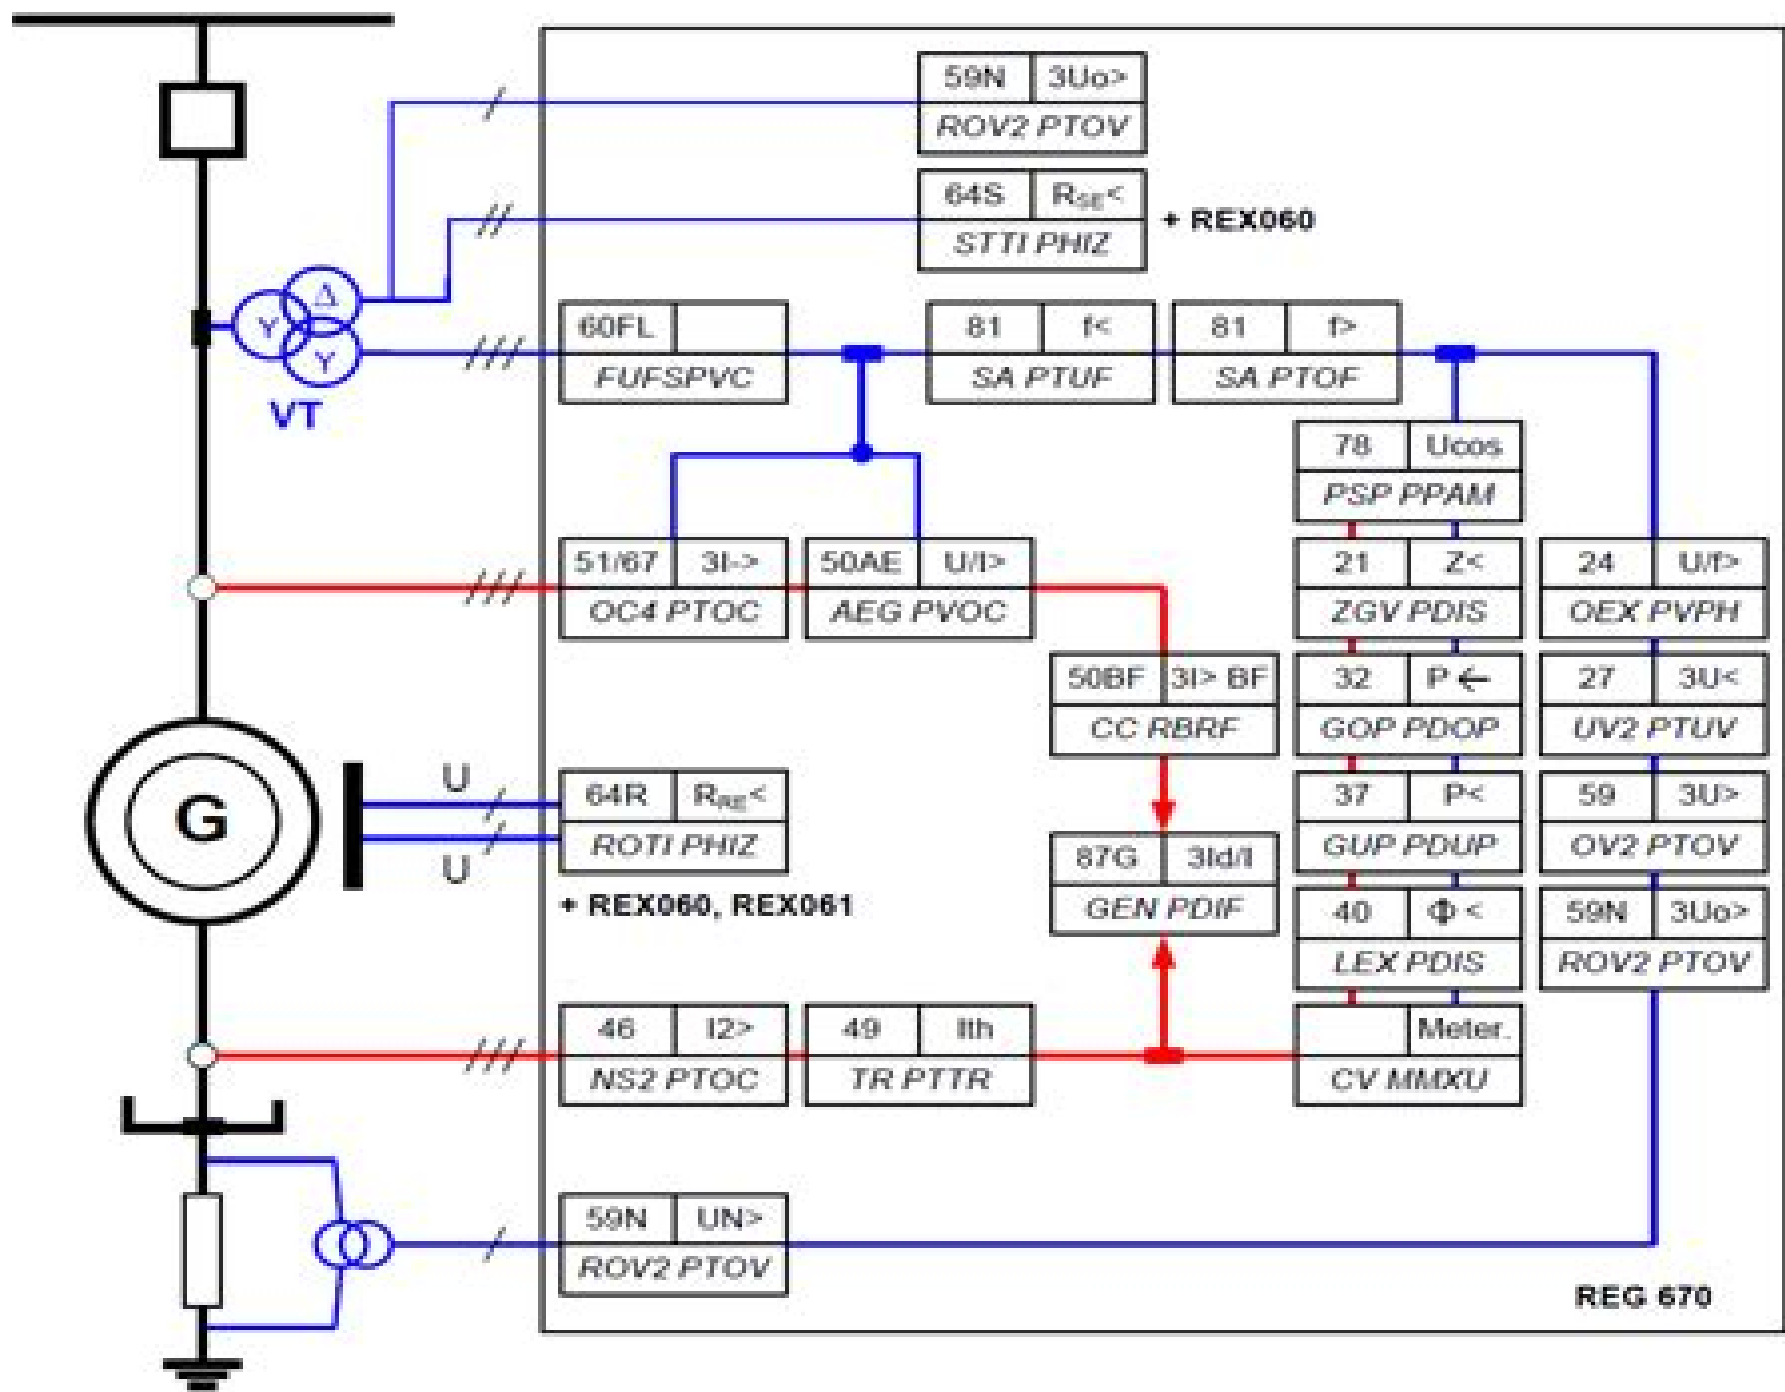 59N 3Uo>
ROV2 PTOV
64S RSE<
STTI PHIZ
+ REX060
Δ
Y
Y
VT
60FL
FUFSPVC
81 f<
SA PTUF
81 f>
SA PTOF
78 Ucos
PSP PPAM
51/67 3I->
OC4 PTOC
50AE U/I>
AEG PVOC
21 Z<
ZGV PDIS
24 U/f>
OEX PVPH
50BF 3I> BF
CC RBRF
32 P ←
GOP PDOP
27 3U<
UV2 PTUV
G
U
U
64R RRE<
ROTI PHIZ
+ REX060, REX061
87G 3Id/I
GEN PDIF
37 P<
GUP PDUP
59 3U>
OV2 PTOV
40 Φ <
LEX PDIS
59N 3Uo>
ROV2 PTOV
46 I2>
NS2 PTOC
49 Ith
TR PTTR
Meter.
CV MMXU
59N UN>
ROV2 PTOV
REG 670